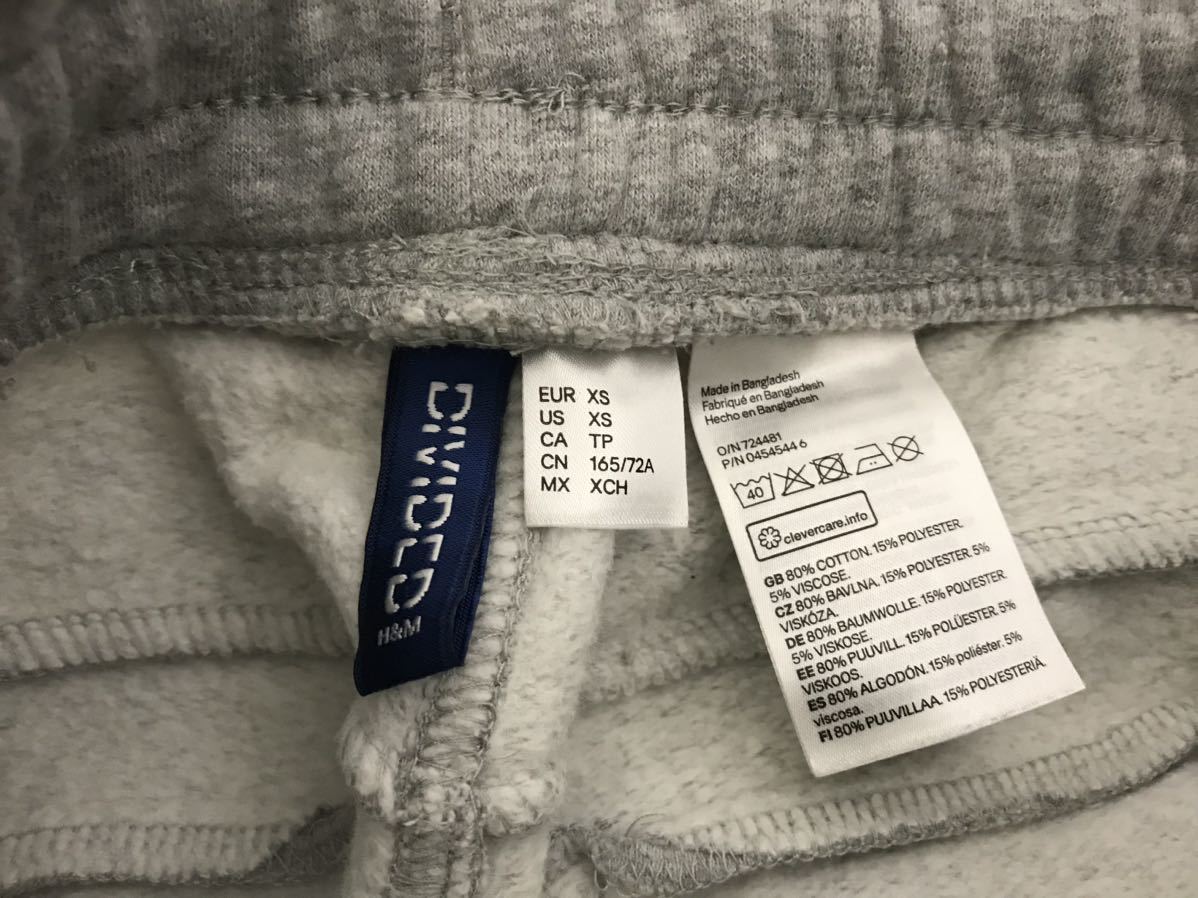 DIVIDED
H&M
EUR XS
US XS
CA TP
CN 165/72A
MX XCH
Made in Bangladesh
Fabriqué en Bangladesh
Hecho en Bangladesh
O/N 724481
P/N 0454544 6
40
clevercare.info
GB 80% COTTON. 15% POLYESTER.
5% VISCOSE.
CZ 80% BAVLNA. 15% POLYESTER. 5%
VISKÓZA.
DE 80% BAUMWOLLE. 15% POLYESTER.
5% VISKOSE.
EE 80% PUUVILL. 15% POLÜESTER. 5%
VISKOOS.
ES 80% ALGODÓN. 15% poliéster. 5%
viscosa.
FI 80% PUUVILLAA. 15% POLYESTERIÄ.